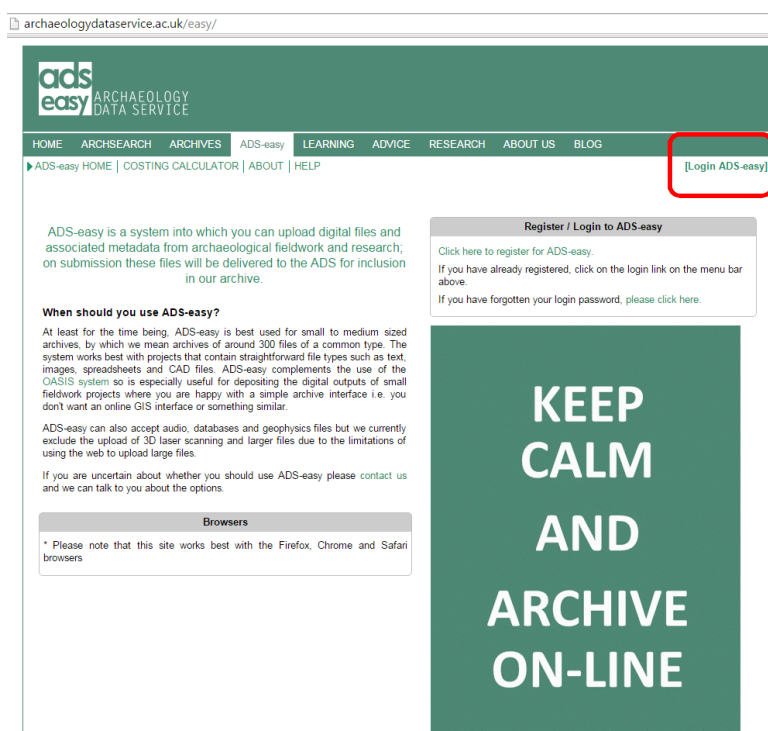 archaeologydataservice.ac.uk/easy/
ads
easy ARCHAEOLOGY
DATA SERVICE
HOME ARCHSEARCH ARCHIVES ADS-easy LEARNING ADVICE RESEARCH ABOUT US BLOG
ADS-easy HOME | COSTING CALCULATOR | ABOUT | HELP [Login ADS-easy]
ADS-easy is a system into which you can upload digital files and
associated metadata from archaeological fieldwork and research;
on submission these files will be delivered to the ADS for inclusion
in our archive.
When should you use ADS-easy?
At least for the time being, ADS-easy is best used for small to medium sized
archives, by which we mean archives of around 300 files of a common type. The
system works best with projects that contain straightforward file types such as text,
images, spreadsheets and CAD files. ADS-easy complements the use of the
OASIS system so is especially useful for depositing the digital outputs of small
fieldwork projects where you are happy with a simple archive interface i.e. you
don't want an online GIS interface or something similar.
ADS-easy can also accept audio, databases and geophysics files but we currently
exclude the upload of 3D laser scanning and larger files due to the limitations of
using the web to upload large files.
If you are uncertain about whether you should use ADS-easy please contact us
and we can talk to you about the options.
Browsers
* Please note that this site works best with the Firefox, Chrome and Safari
browsers
Register / Login to ADS-easy
Click here to register for ADS-easy.
If you have already registered, click on the login link on the menu bar
above.
If you have forgotten your login password, please click here.
KEEP
CALM
AND
ARCHIVE
ON-LINE